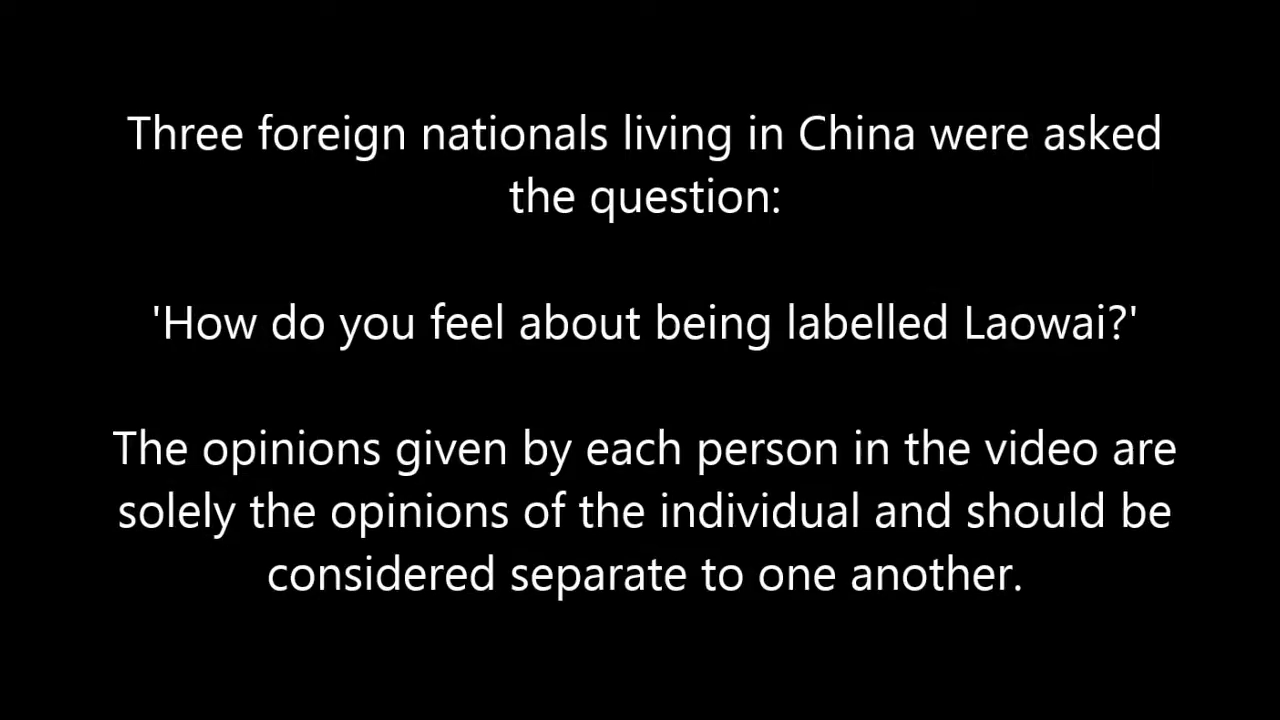 Three foreign nationals living in China were asked
the question:
'How do you feel about being labelled Laowai?'
The opinions given by each person in the video are
solely the opinions of the individual and should be
considered separate to one another.